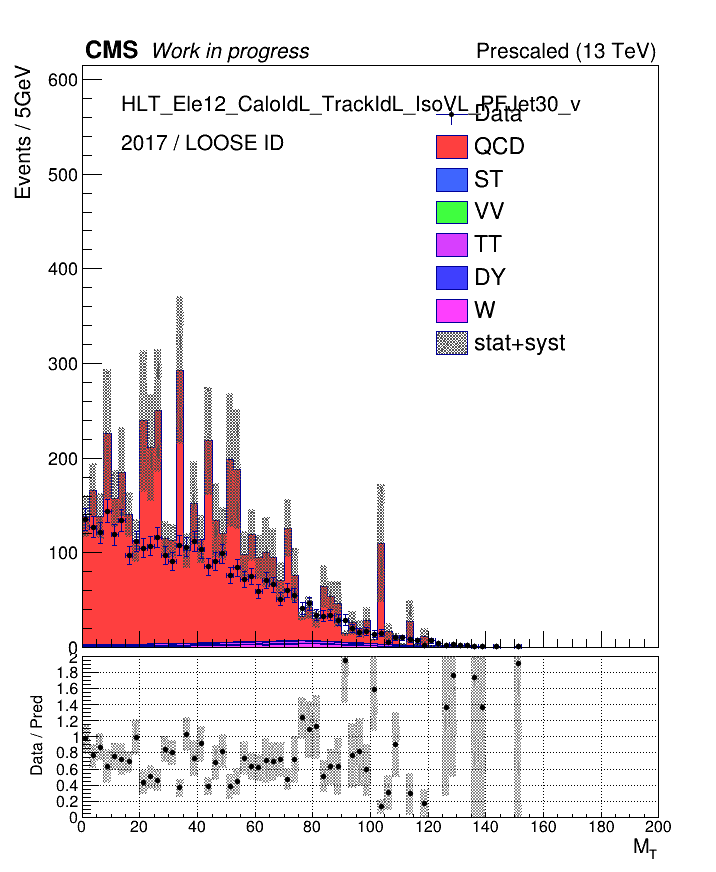 CMS Work in progress Prescaled (13 TeV)
Events / 5GeV
600
500
400
300
200
100
0
HLT_Ele12_CaloIdL_TrackIdL_IsoVL_PFJet30_v
2017 / LOOSE ID
Data
QCD
ST
VV
TT
DY
W
stat+syst
Data / Pred
2
1.8
1.6
1.4
1.2
1
0.8
0.6
0.4
0.2
0
0 20 40 60 80 100 120 140 160 180 200
M_T